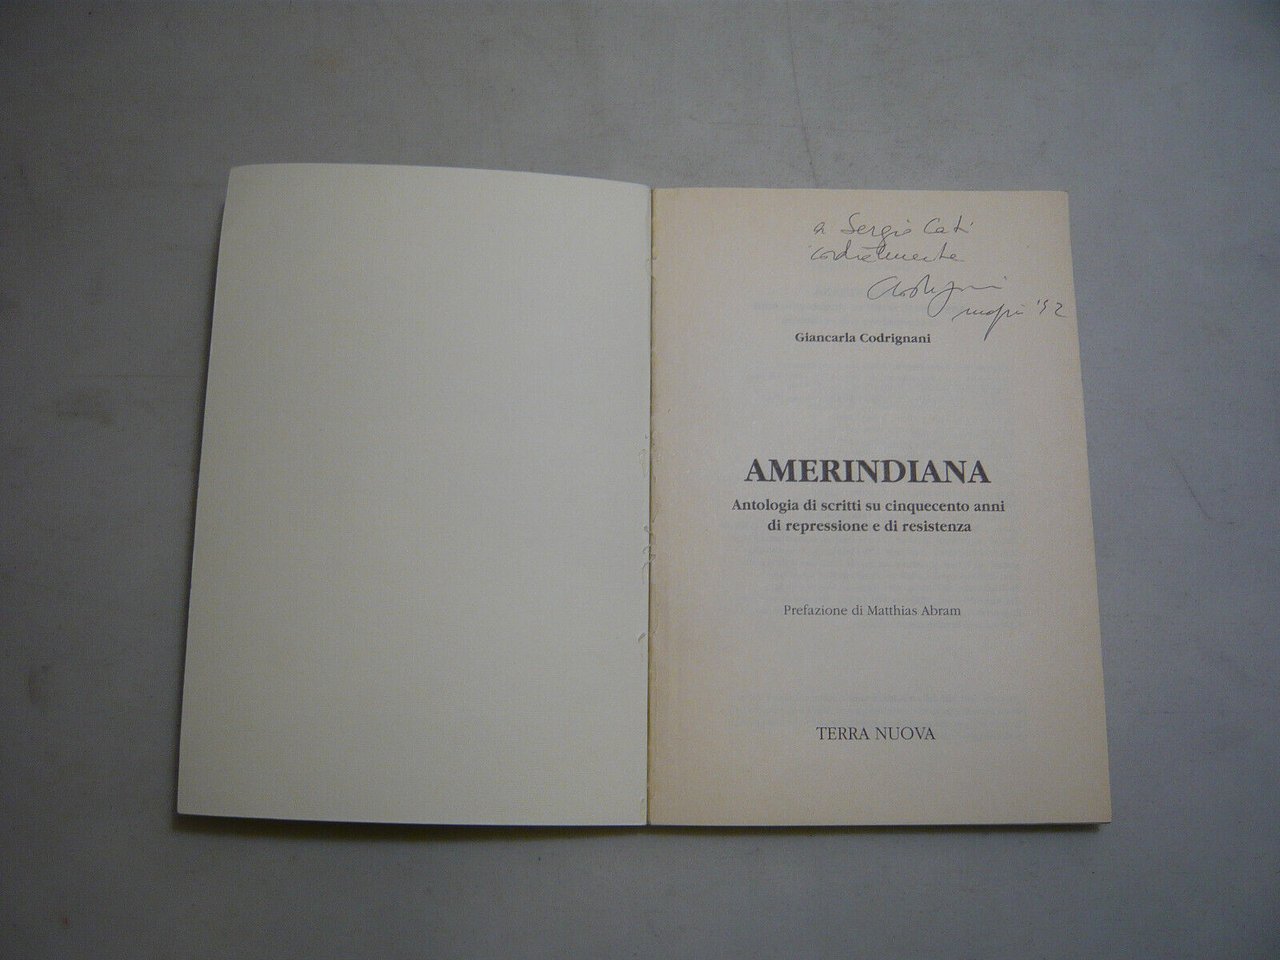 a Sergio Cati
cordialmente
Codrignani
'92
Giancarla Codrignani
AMERINDIANA
Antologia di scritti su cinquecento anni
di repressione e di resistenza
Prefazione di Matthias Abram
TERRA NUOVA